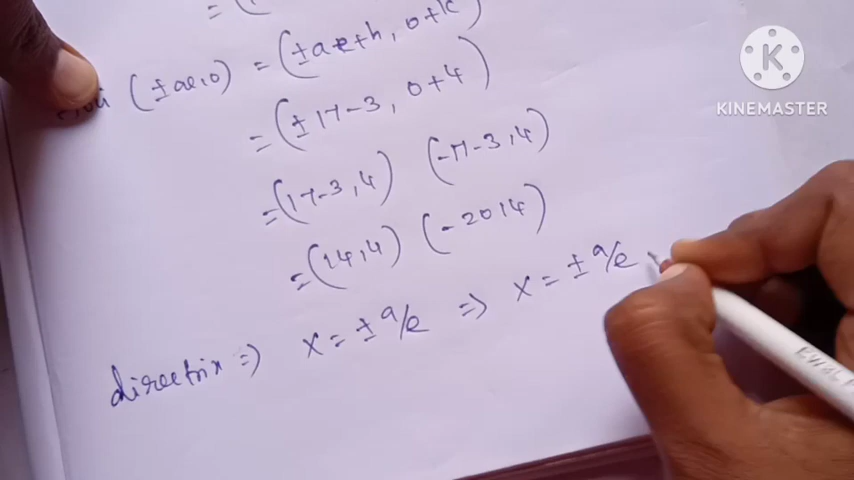 = (
(±ae,0) = (±ae+h, 0+k)
= (±17-3, 0+4)
= (17-3,4) (-17-3,4)
= (14,4) (-20,4)
directrix => x = ±a/e => x = ±a/e
K
KINEMASTER